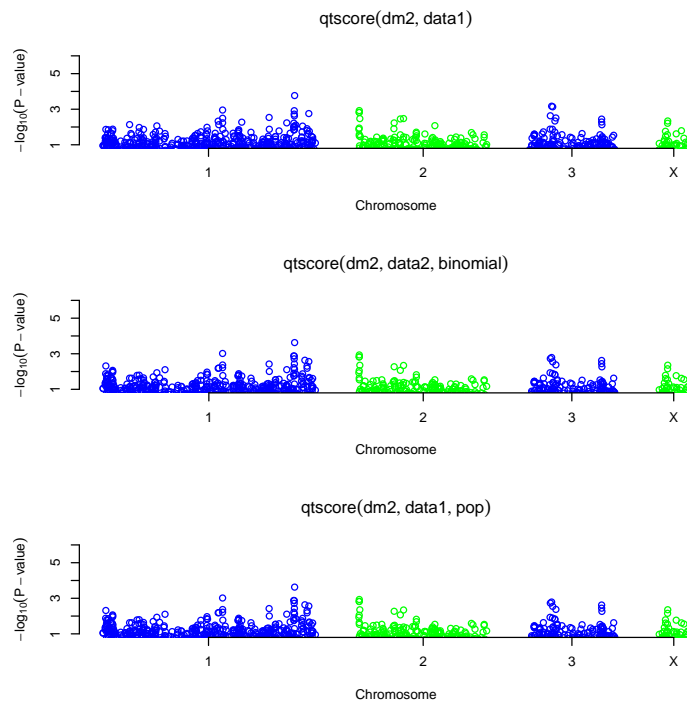 qtscore(dm2, data1)
−log10(P − value)
5
3
1
1 2 3 X
Chromosome
qtscore(dm2, data2, binomial)
−log10(P − value)
5
3
1
1 2 3 X
Chromosome
qtscore(dm2, data1, pop)
−log10(P − value)
5
3
1
1 2 3 X
Chromosome